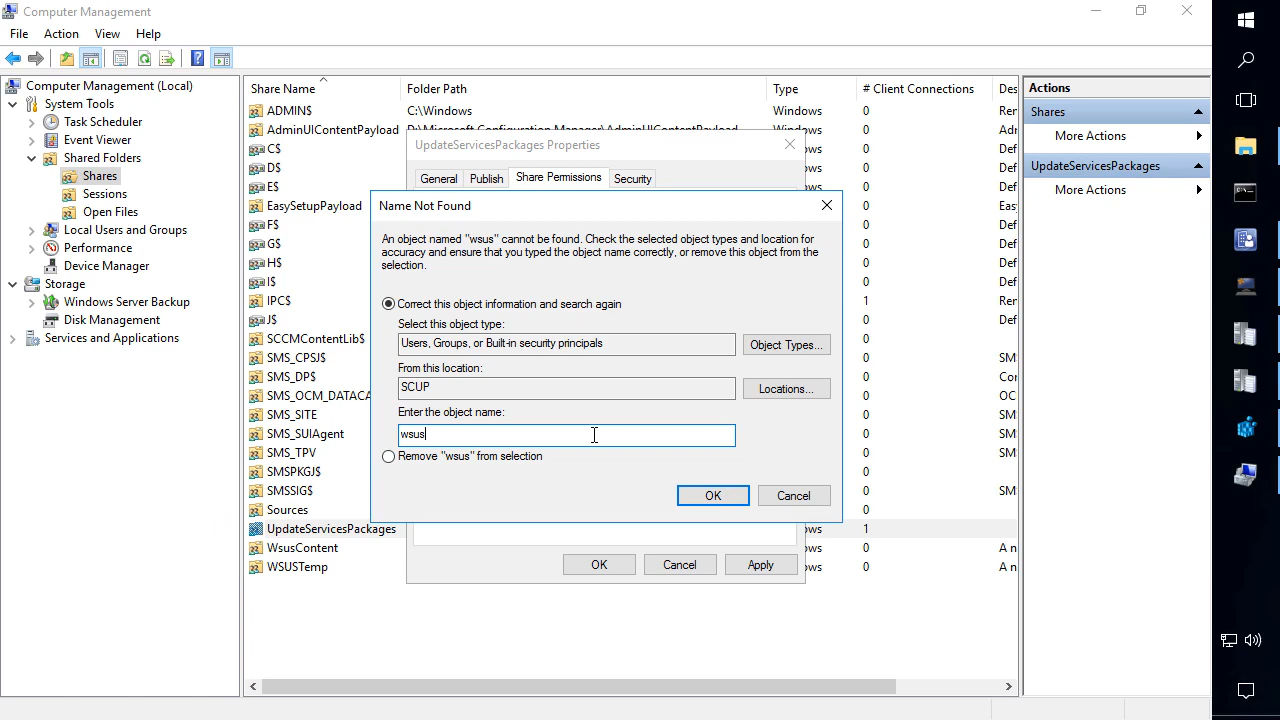 Computer Management
File Action View Help
Computer Management (Local)
System Tools
Task Scheduler
Event Viewer
Shared Folders
Shares
Sessions
Open Files
Local Users and Groups
Performance
Device Manager
Storage
Windows Server Backup
Disk Management
Services and Applications
Share Name Folder Path Type # Client Connections Des
ADMIN$ C:\Windows Windows 0 Ren
AdminUIContentPayload D:\Microsoft Configuration Manager\AdminUIContentPayload Windows 0 Adr
C$ 0 Def
D$ 0 Def
E$ 0 Def
EasySetupPayload 0 Eas
F$ 0 Def
G$ 0 Def
H$ 0 Def
I$ 0 Def
IPC$ 1 Ren
J$ 0 Def
SCCMContentLib$ 0
SMS_CPSJ$ 0 SM
SMS_DP$ 0 Cor
SMS_OCM_DATACA 0 OC
SMS_SITE 0 SM
SMS_SUIAgent 0 SM
SMS_TPV 0 SM
SMSPKGJ$ 0 SM
SMSSIG$ 0 SM
Sources 0
UpdateServicesPackages ows 1
WsusContent ows 0 A n
WSUSTemp ows 0 A n
UpdateServicesPackages Properties
General Publish Share Permissions Security
Name Not Found
An object named "wsus" cannot be found. Check the selected object types and location for
accuracy and ensure that you typed the object name correctly, or remove this object from the
selection.
Correct this object information and search again
Select this object type:
Users, Groups, or Built-in security principals Object Types...
From this location:
SCUP Locations...
Enter the object name:
wsus
Remove "wsus" from selection
OK Cancel
OK Cancel Apply
Actions
Shares
More Actions
UpdateServicesPackages
More Actions